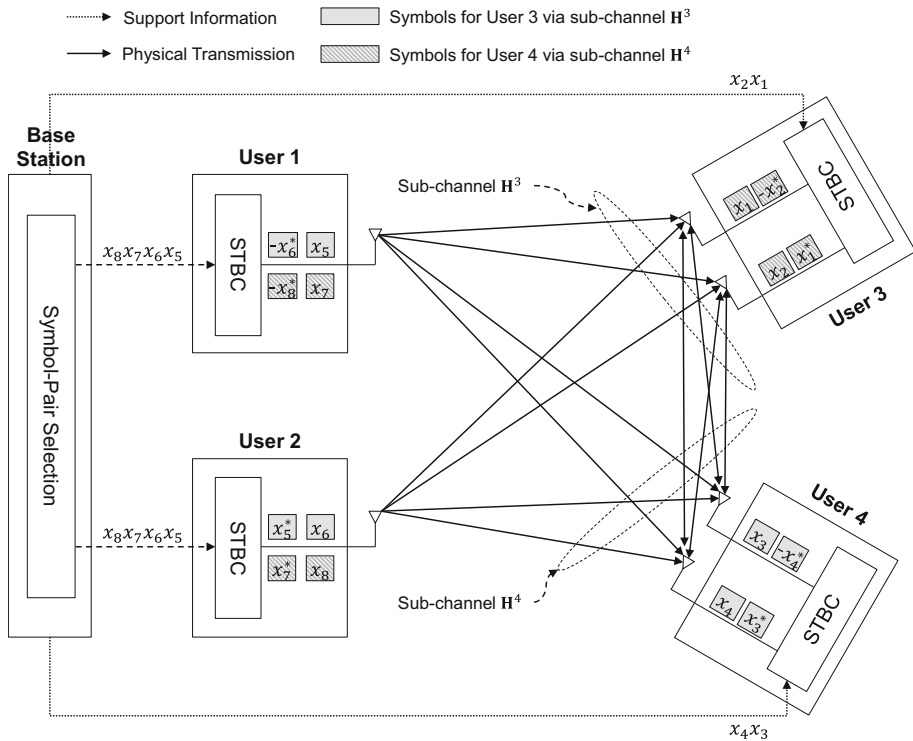 Support Information
Symbols for User 3 via sub-channel H³
Physical Transmission
Symbols for User 4 via sub-channel H⁴
x₂x₁
Base
Station
User 1
Sub-channel H³
STBC
x₁ -x₂*
x₂ x₁*
User 3
x₈x₇x₆x₅
STBC
-x₆* x₅
-x₈* x₇
Symbol-Pair Selection
User 2
User 4
x₈x₇x₆x₅
STBC
x₅* x₆
x₇* x₈
x₃ -x₄*
x₄ x₃*
STBC
Sub-channel H⁴
x₄x₃